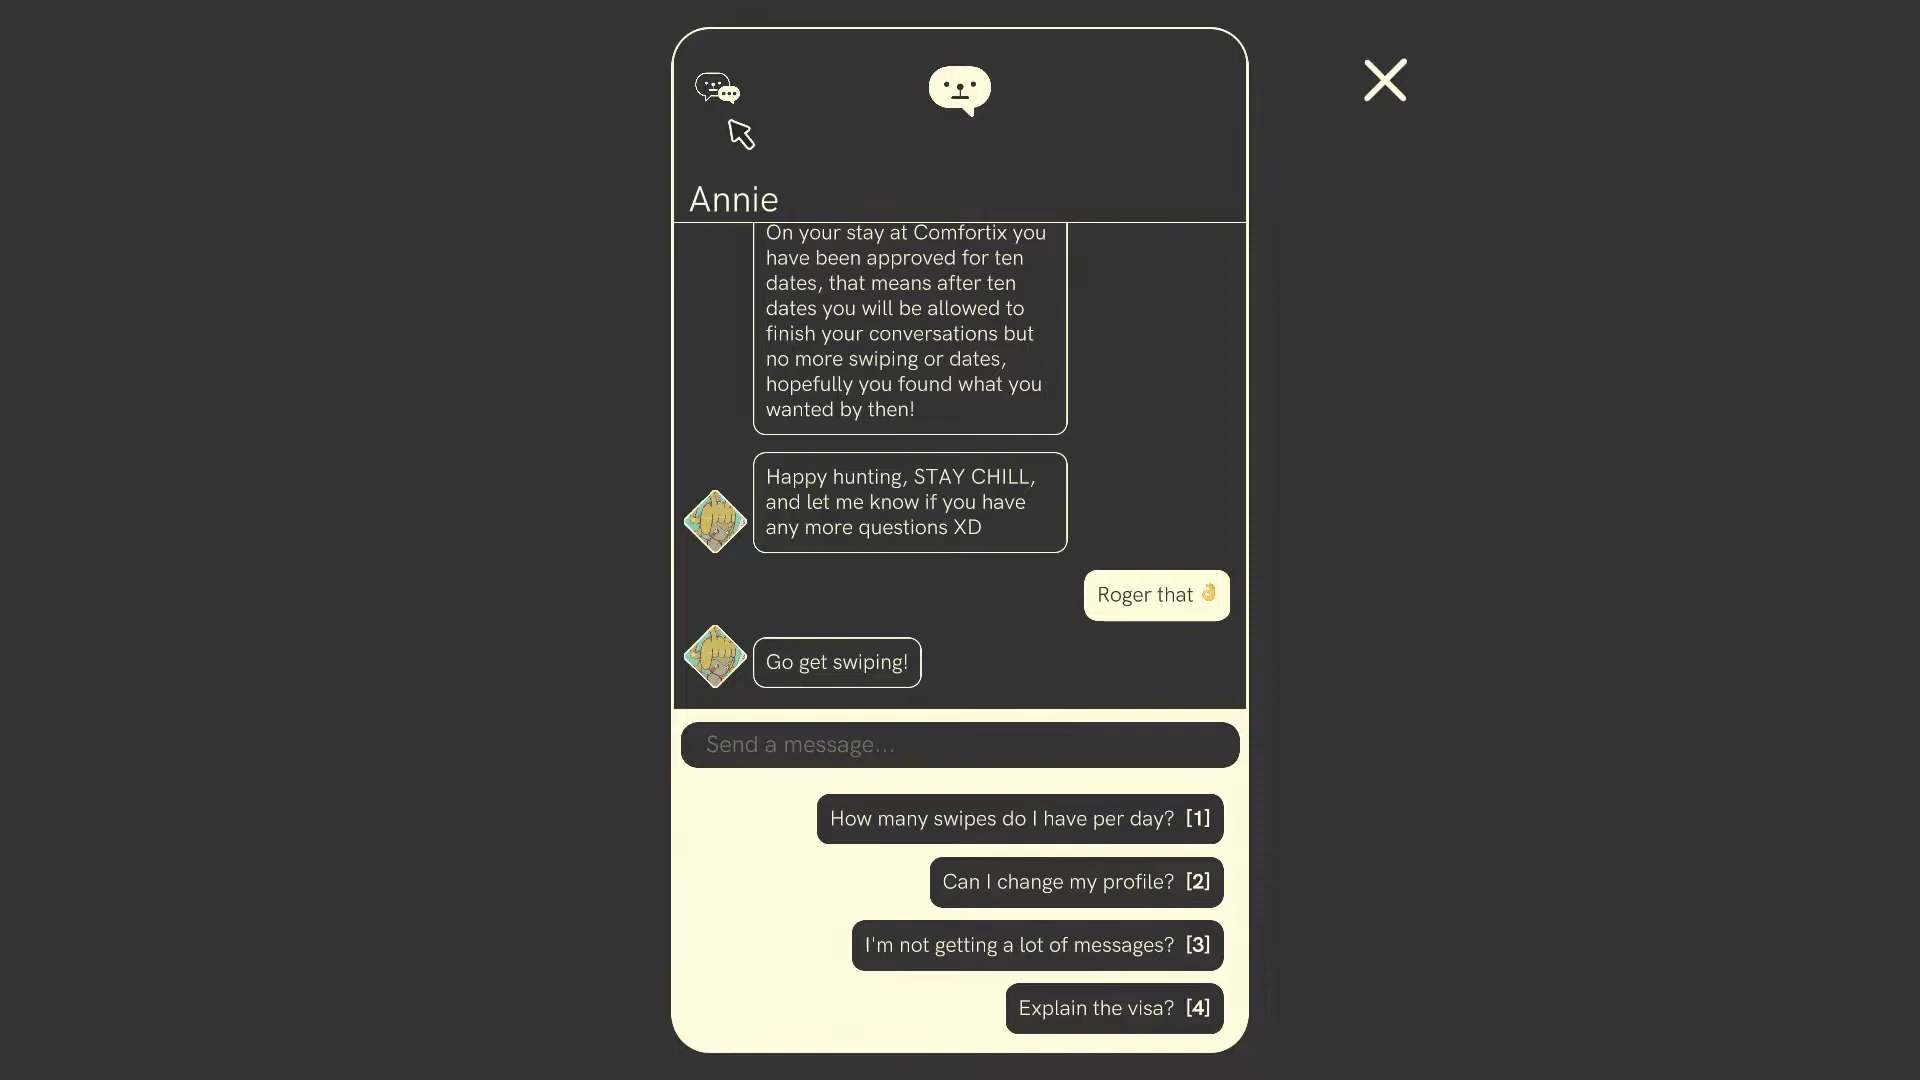 Annie
On your stay at Comfortix you
have been approved for ten
dates, that means after ten
dates you will be allowed to
finish your conversations but
no more swiping or dates,
hopefully you found what you
wanted by then!
Happy hunting, STAY CHILL,
and let me know if you have
any more questions XD
Roger that 👌
Go get swiping!
Send a message...
How many swipes do I have per day? [1]
Can I change my profile? [2]
I'm not getting a lot of messages? [3]
Explain the visa? [4]